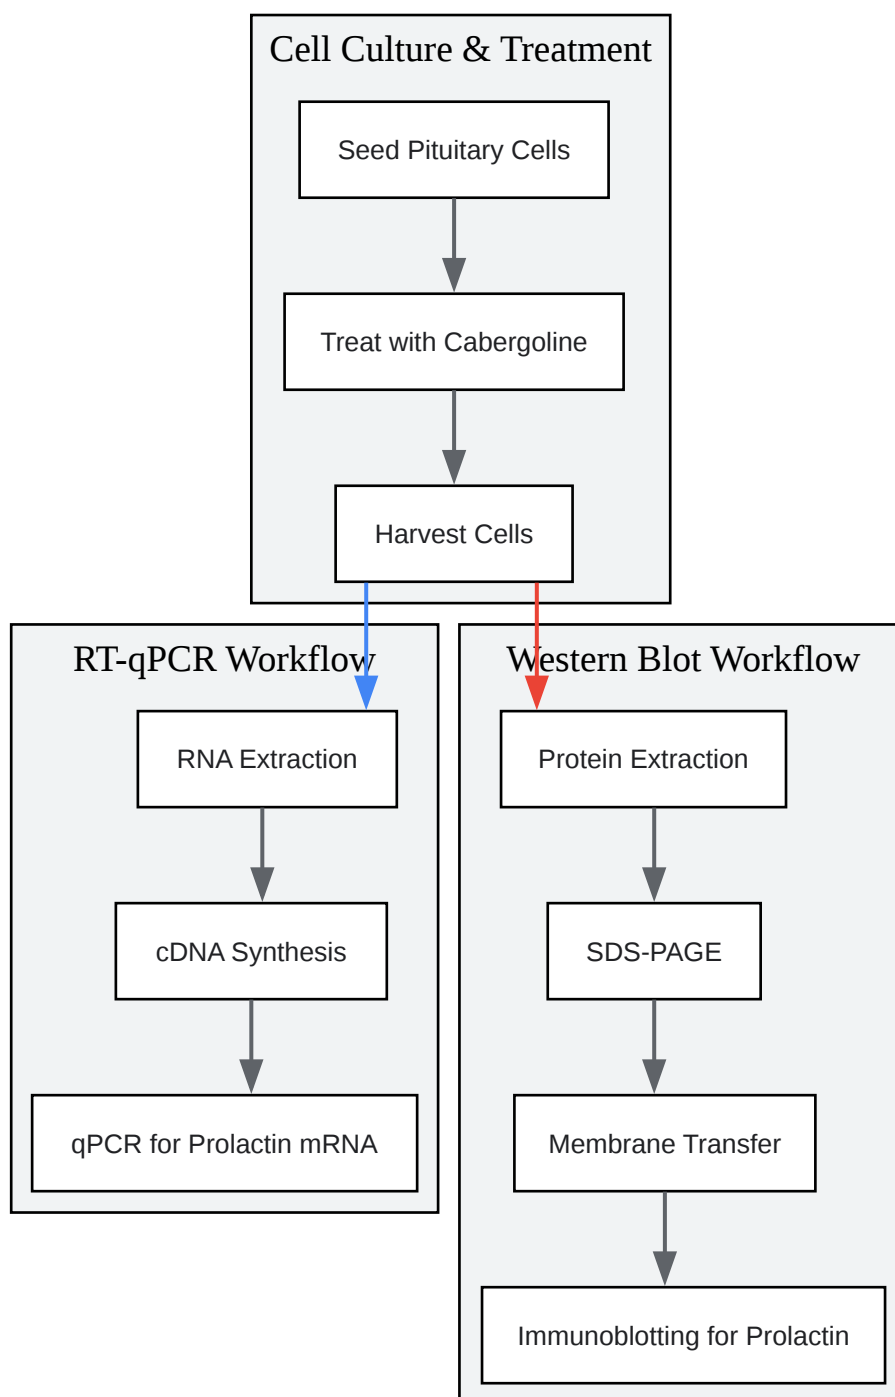 Cell Culture & Treatment
Seed Pituitary Cells
Treat with Cabergoline
Harvest Cells
RT-qPCR Workflow
RNA Extraction
cDNA Synthesis
qPCR for Prolactin mRNA
Western Blot Workflow
Protein Extraction
SDS-PAGE
Membrane Transfer
Immunoblotting for Prolactin